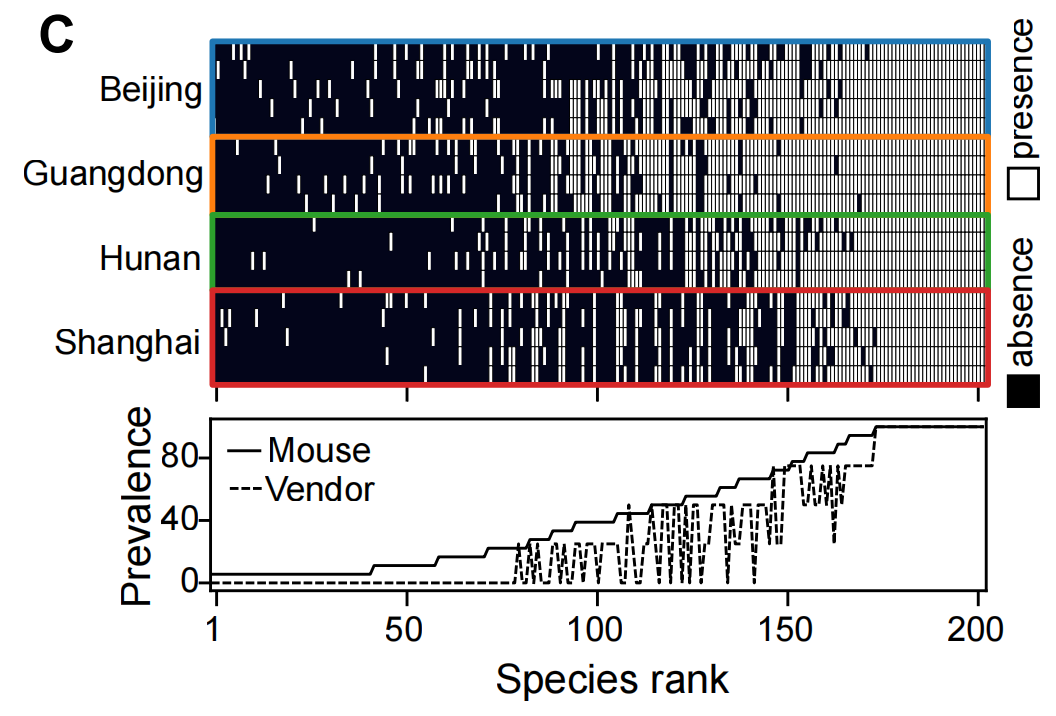 C
Beijing
Guangdong
Hunan
Shanghai
presence
absence
Prevalence
80
40
0
Mouse
Vendor
1 50 100 150 200
Species rank